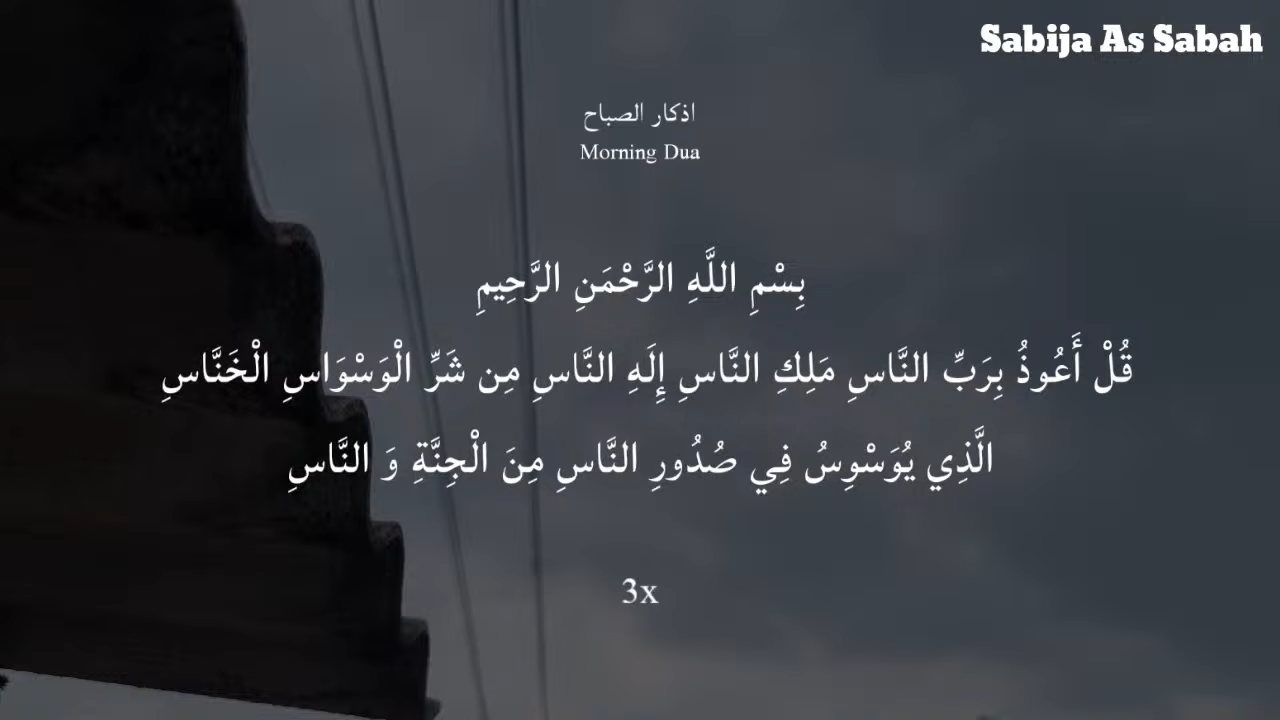 Sabija As Sabah
اذكار الصباح
Morning Dua
بِسْمِ اللَّهِ الرَّحْمَنِ الرَّحِيمِ
قُلْ أَعُوذُ بِرَبِّ النَّاسِ مَلِكِ النَّاسِ إِلَهِ النَّاسِ مِن شَرِّ الْوَسْوَاسِ الْخَنَّاسِ
الَّذِي يُوَسْوِسُ فِي صُدُورِ النَّاسِ مِنَ الْجِنَّةِ وَ النَّاسِ
3x